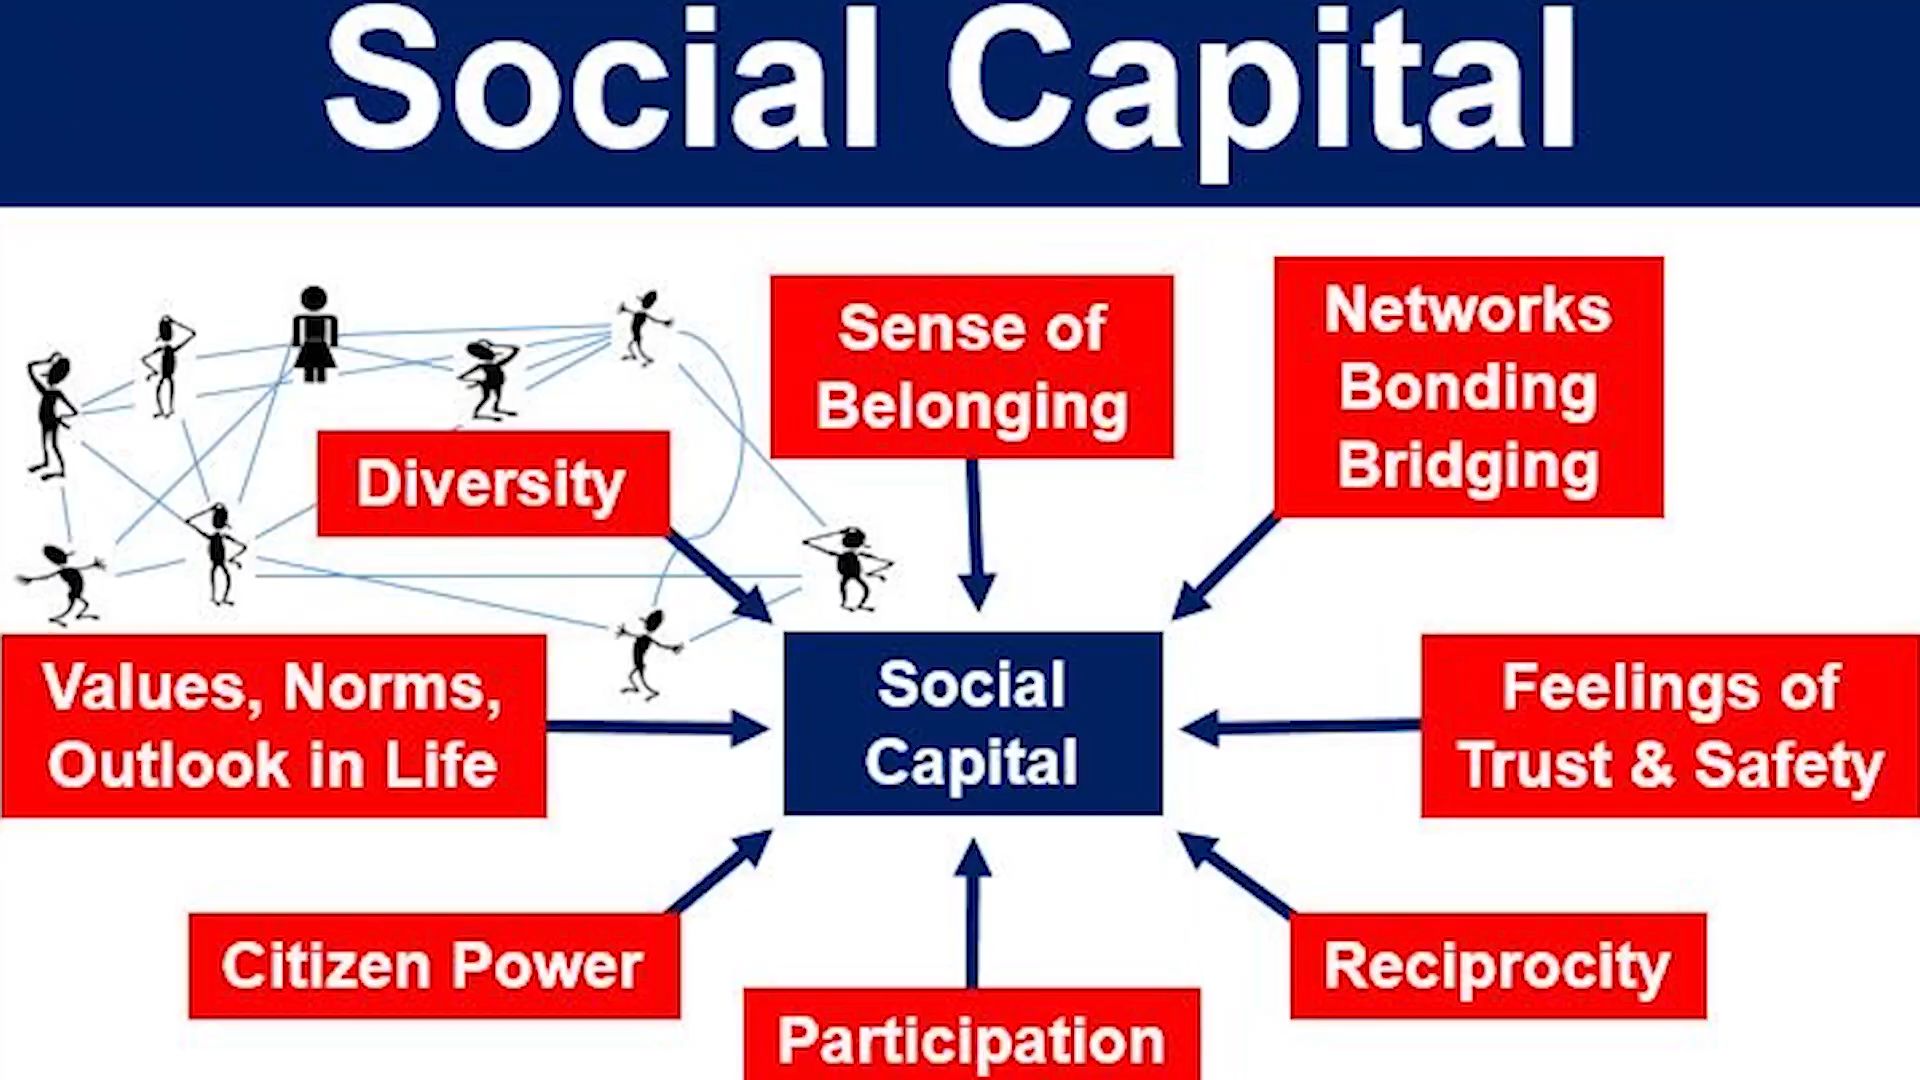 Social Capital
Sense of
Belonging
Networks
Bonding
Bridging
Diversity
Values, Norms,
Outlook in Life
Social
Capital
Feelings of
Trust & Safety
Citizen Power
Participation
Reciprocity